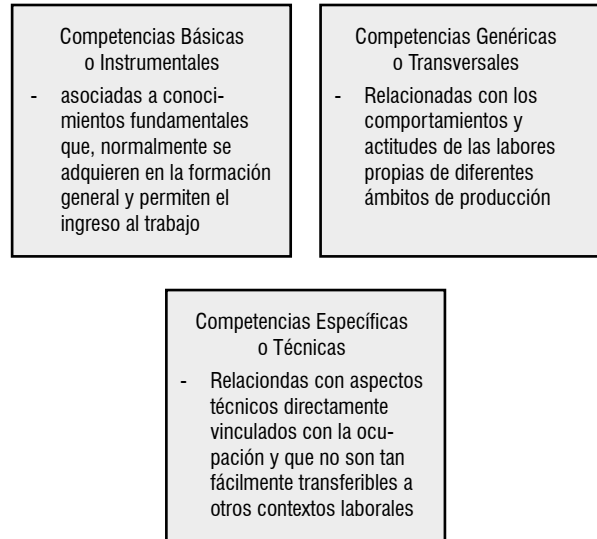 Competencias Básicas
o Instrumentales
- asociadas a conoci-
mientos fundamentales
que, normalmente se
adquieren en la formación
general y permiten el
ingreso al trabajo
Competencias Genéricas
o Transversales
- Relacionadas con los
comportamientos y
actitudes de las labores
propias de diferentes
ámbitos de producción
Competencias Específicas
o Técnicas
- Relaciondas con aspectos
técnicos directamente
vinculados con la ocu-
pación y que no son tan
fácilmente transferibles a
otros contextos laborales